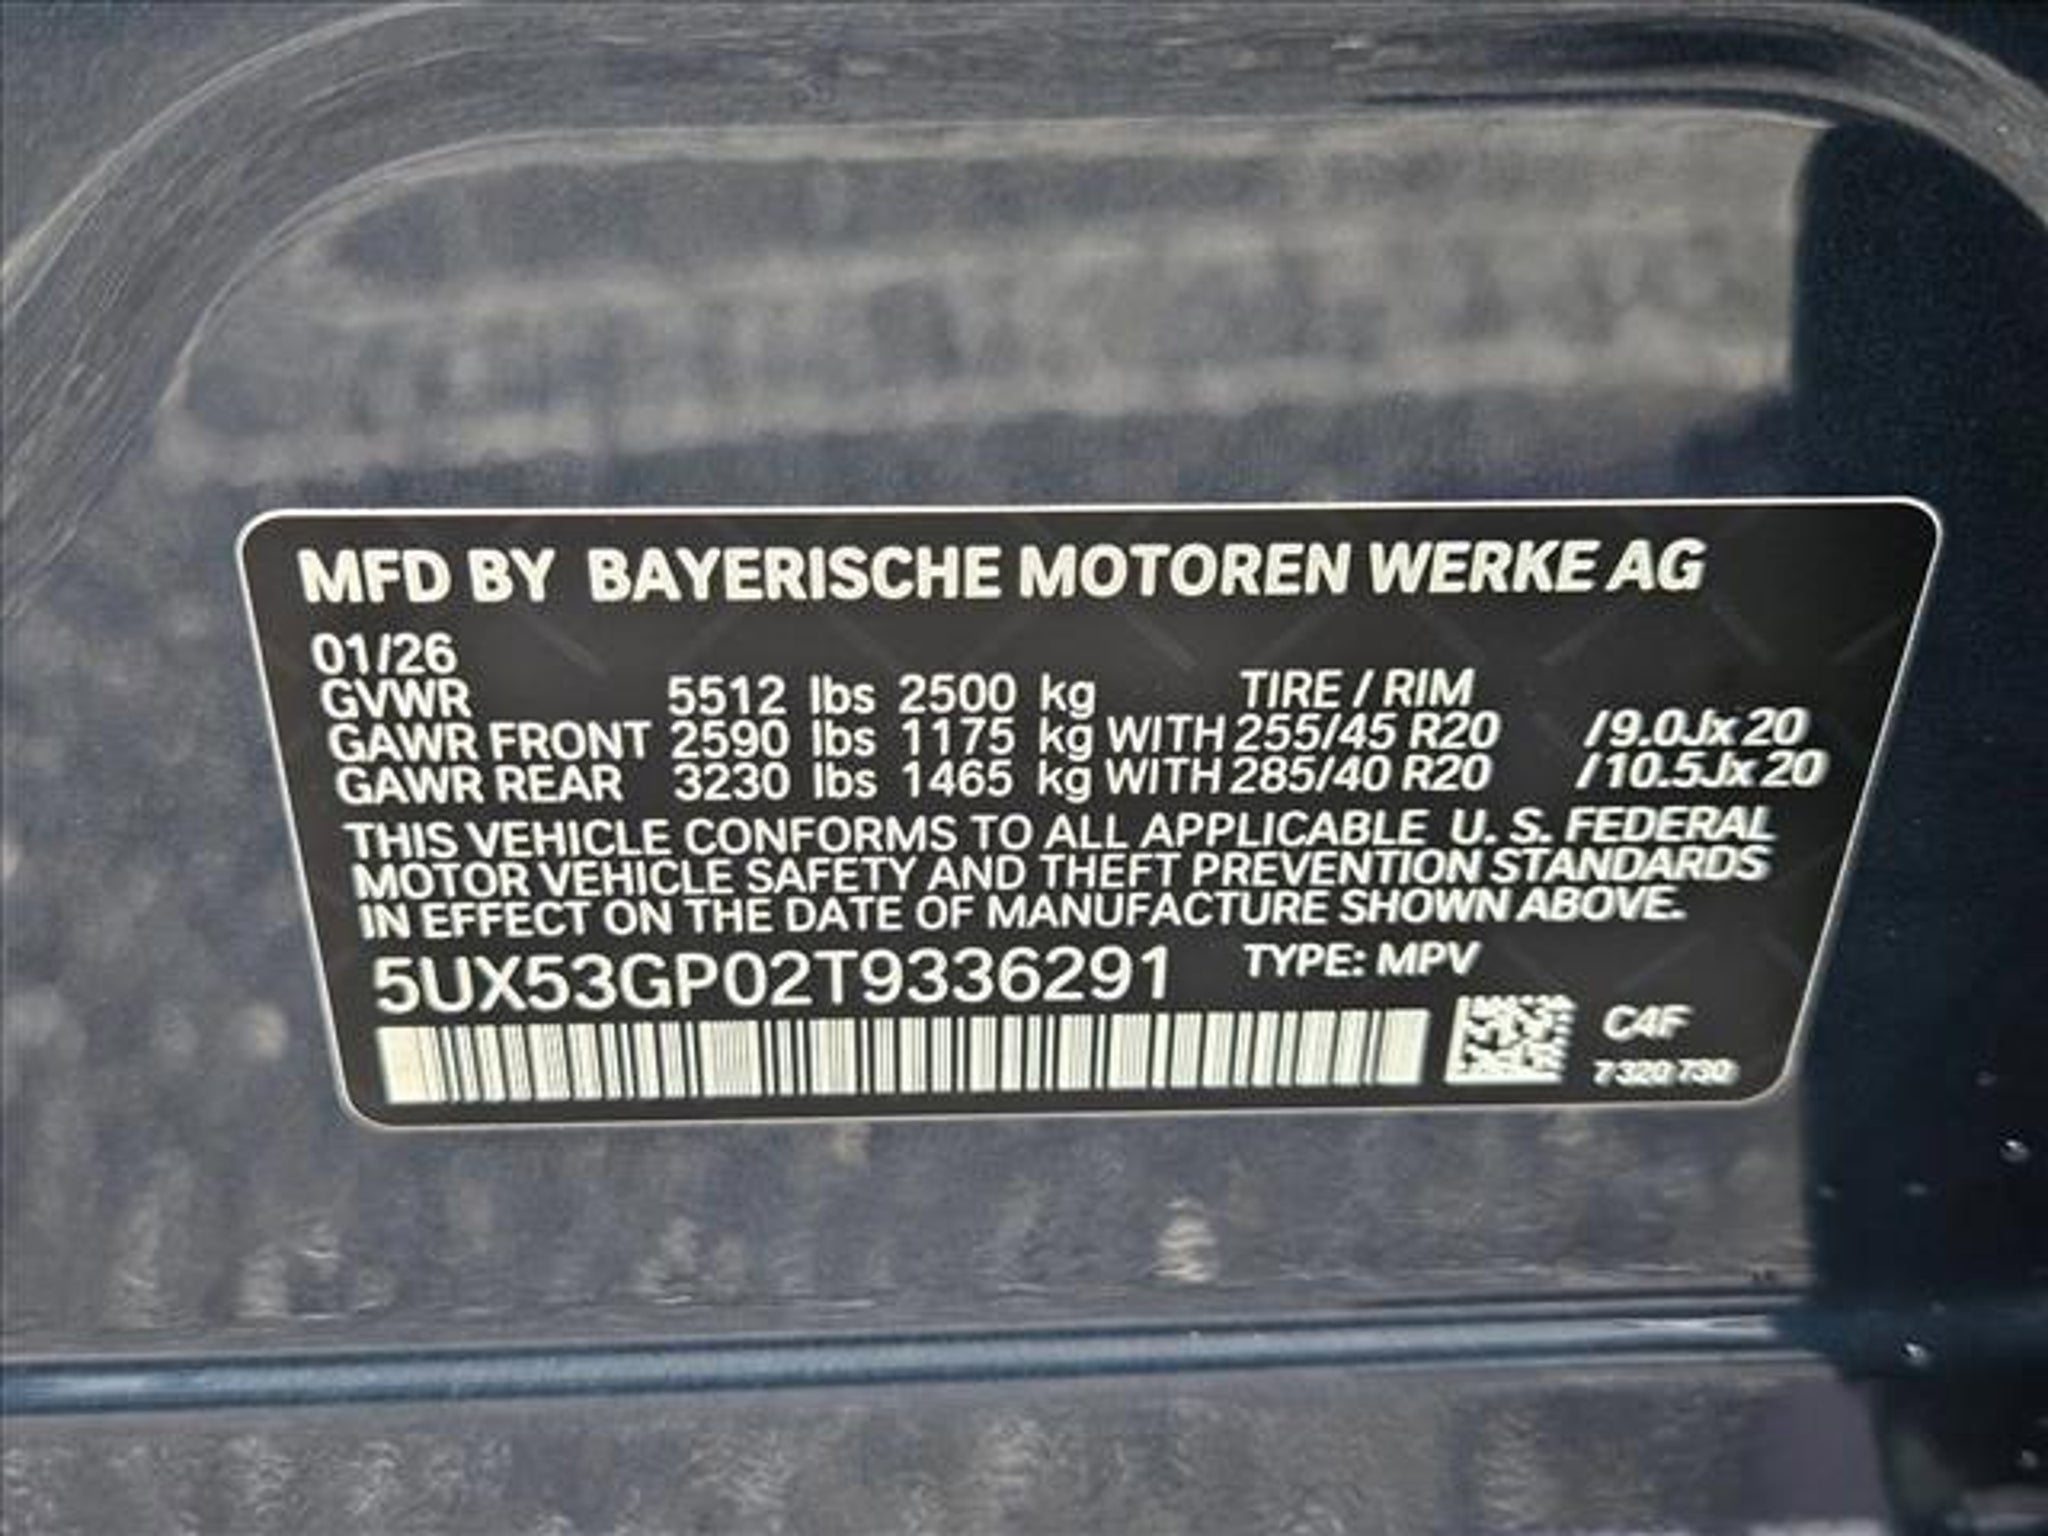 MFD BY BAYERISCHE MOTOREN WERKE AG
01/26
GVWR 5512 lbs 2500 kg TIRE / RIM
GAWR FRONT 2590 lbs 1175 kg WITH 255/45 R20 /9.0Jx20
GAWR REAR 3230 lbs 1465 kg WITH 285/40 R20 /10.5Jx20
THIS VEHICLE CONFORMS TO ALL APPLICABLE U. S. FEDERAL
MOTOR VEHICLE SAFETY AND THEFT PREVENTION STANDARDS
IN EFFECT ON THE DATE OF MANUFACTURE SHOWN ABOVE.
5UX53GP02T9336291 TYPE: MPV
C4F
7 320 730